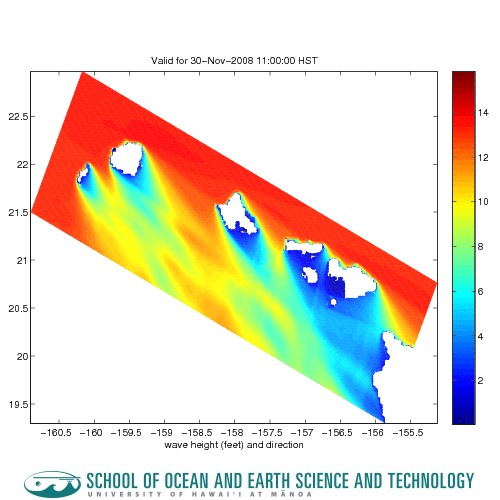 Valid for 30-Nov-2008 11:00:00 HST
22.5
22
21.5
21
20.5
20
19.5
-160.5 -160 -159.5 -159 -158.5 -158 -157.5 -157 -156.5 -156 -155.5
wave height (feet) and direction
14
12
10
8
6
4
2
SCHOOL OF OCEAN AND EARTH SCIENCE AND TECHNOLOGY
UNIVERSITY OF HAWAIʻI AT MĀNOA